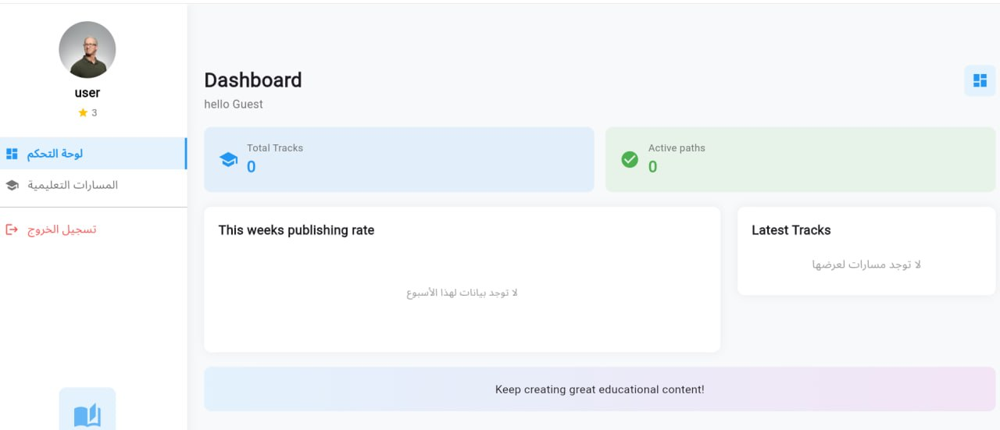 user
3
لوحة التحكم
المسارات التعليمية
تسجيل الخروج
Dashboard
hello Guest
Total Tracks
0
Active paths
0
This weeks publishing rate
لا توجد بيانات لهذا الأسبوع
Latest Tracks
لا توجد مسارات لعرضها
Keep creating great educational content!